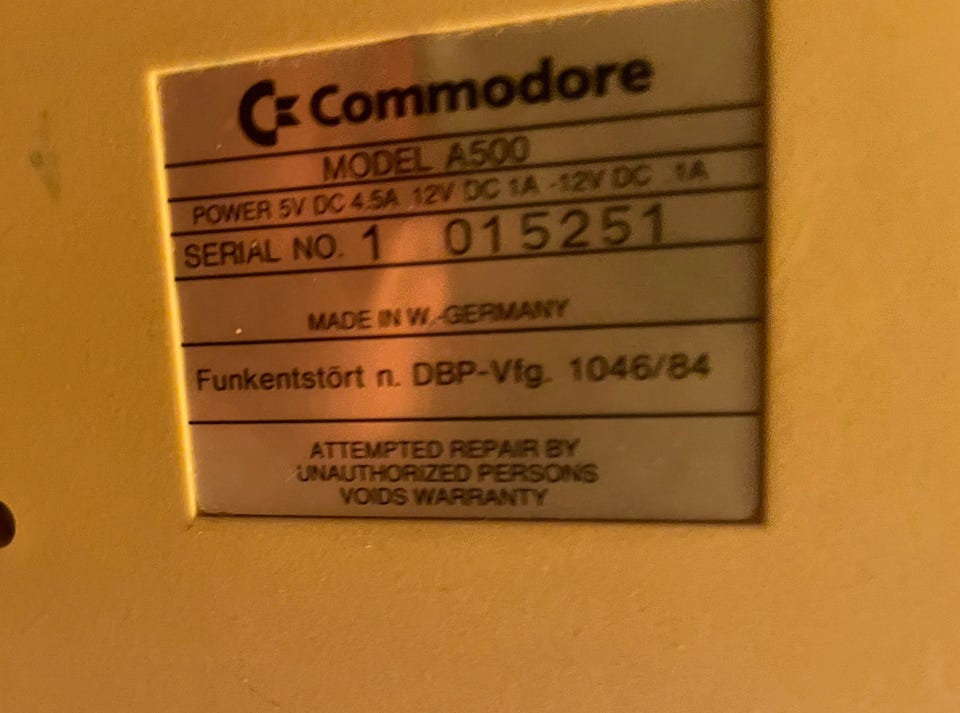 Commodore
MODEL A500
POWER 5V DC 4.5A 12V DC 1A -12V DC .1A
SERIAL NO. 1 015251
MADE IN W.-GERMANY
Funkentstört n. DBP-Vfg. 1046/84
ATTEMPTED REPAIR BY
UNAUTHORIZED PERSONS
VOIDS WARRANTY